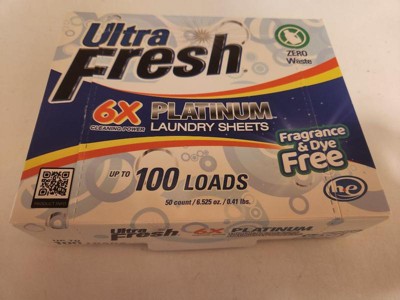 Ultra
Fresh
ZERO
Waste
6X
CLEANING POWER
PLATINUM
LAUNDRY SHEETS
Fragrance
& Dye
Free
UP TO 100 LOADS
50 count / 6.525 oz. / 0.41 lbs.
he
Ultra
Fresh
6X PLATINUM